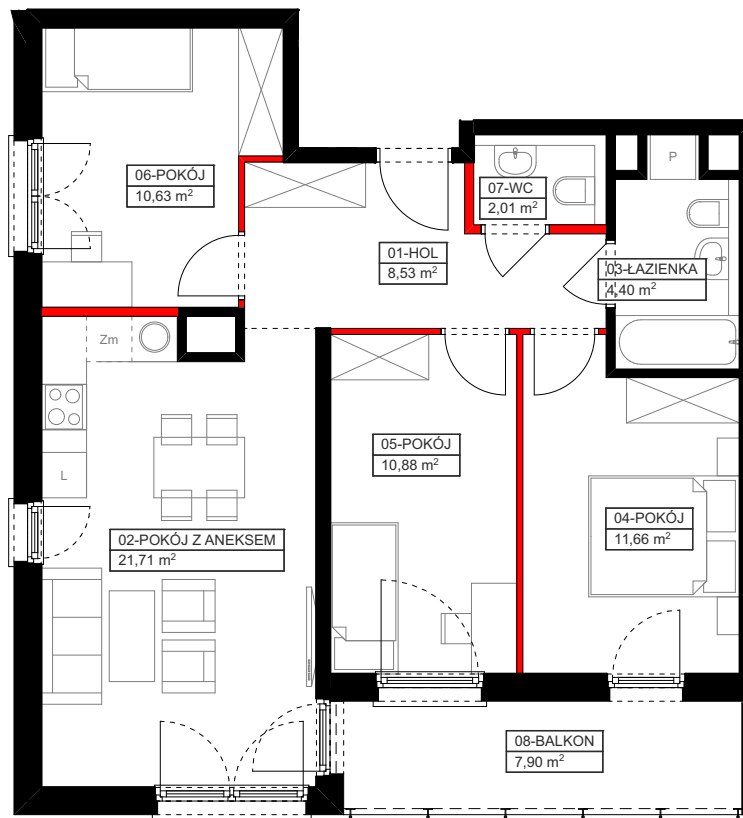 P
06-POKÓJ
10,63 m²
07-WC
2,01 m²
01-HOL
8,53 m²
03-ŁAZIENKA
4,40 m²
Zm
05-POKÓJ
10,88 m²
L
04-POKÓJ
11,66 m²
02-POKÓJ Z ANEKSEM
21,71 m²
08-BALKON
7,90 m²